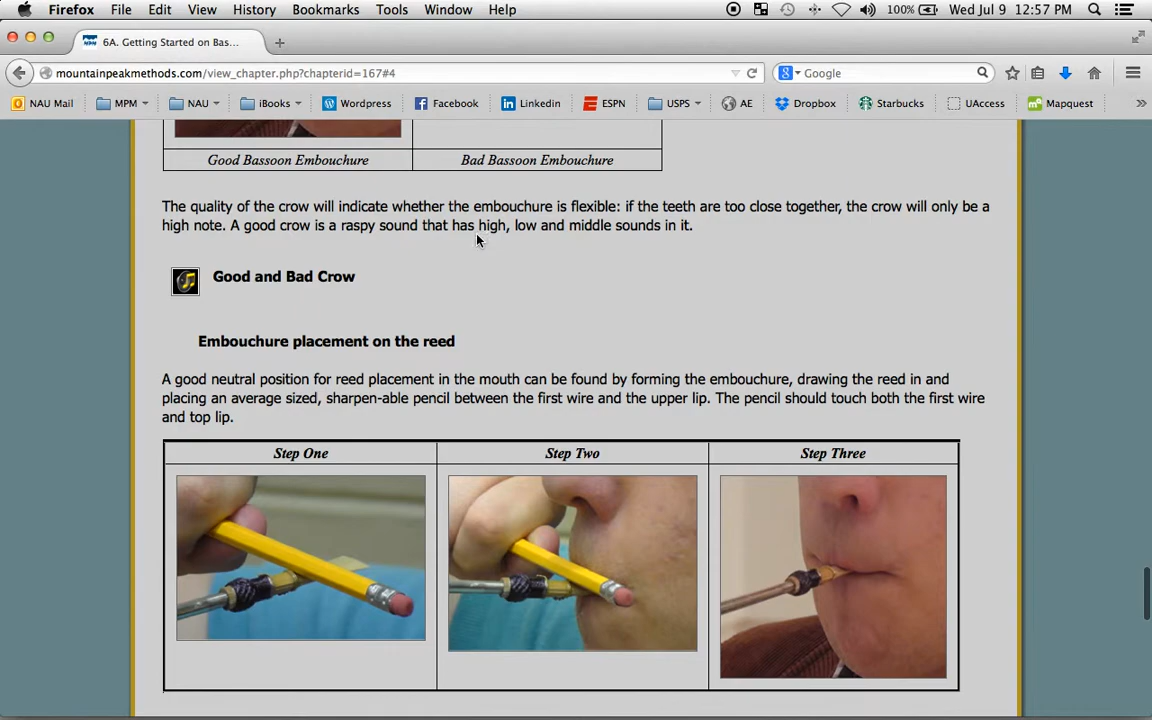 Firefox File Edit View History Bookmarks Tools Window Help 100% Wed Jul 9 12:57 PM
6A. Getting Started on Bas...
mountainpeakmethods.com/view_chapter.php?chapterid=167#4 Google
NAU Mail MPM NAU iBooks Wordpress Facebook Linkedin ESPN USPS AE Dropbox Starbucks UAccess Mapquest
Good Bassoon Embouchure Bad Bassoon Embouchure
The quality of the crow will indicate whether the embouchure is flexible: if the teeth are too close together, the crow will only be a
high note. A good crow is a raspy sound that has high, low and middle sounds in it.
Good and Bad Crow
Embouchure placement on the reed
A good neutral position for reed placement in the mouth can be found by forming the embouchure, drawing the reed in and
placing an average sized, sharpen-able pencil between the first wire and the upper lip. The pencil should touch both the first wire
and top lip.
Step One Step Two Step Three